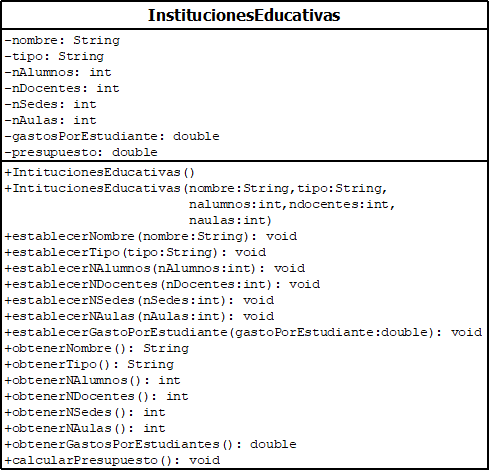 InstitucionesEducativas
-nombre: String
-tipo: String
-nAlumnos: int
-nDocentes: int
-nSedes: int
-nAulas: int
-gastosPorEstudiante: double
-presupuesto: double
+IntitucionesEducativas()
+IntitucionesEducativas(nombre:String,tipo:String,
nalumnos:int,ndocentes:int,
naulas:int)
+establecerNombre(nombre:String): void
+establecerTipo(tipo:String): void
+establecerNAlumnos(nAlumnos:int): void
+establecerNDocentes(nDocentes:int): void
+establecerNSedes(nSedes:int): void
+establecerNAulas(nAulas:int): void
+establecerGastoPorEstudiante(gastoPorEstudiante:double): void
+obtenerNombre(): String
+obtenerTipo(): String
+obtenerNAlumnos(): int
+obtenerNDocentes(): int
+obtenerNSedes(): int
+obtenerNAulas(): int
+obtenerGastosPorEstudiantes(): double
+calcularPresupuesto(): void